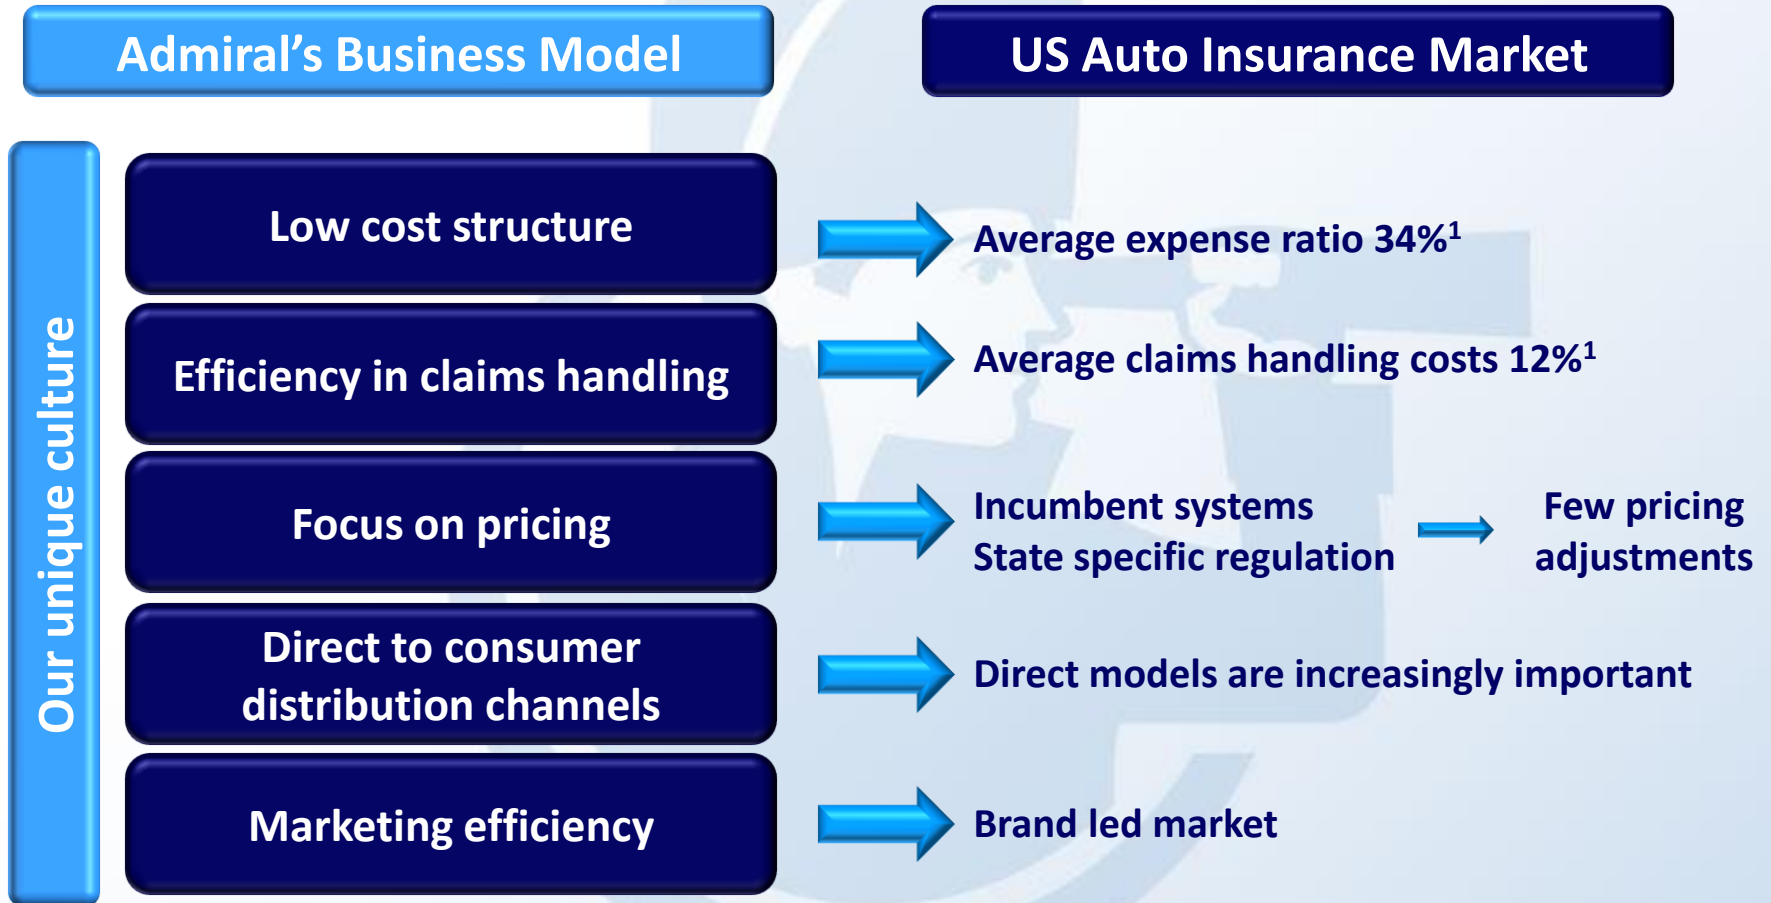 Admiral’s Business Model
US Auto Insurance Market
Our unique culture
Low cost structure
Average expense ratio 34%¹
Efficiency in claims handling
Average claims handling costs 12%¹
Focus on pricing
Incumbent systems
State specific regulation
Few pricing
adjustments
Direct to consumer
distribution channels
Direct models are increasingly important
Marketing efficiency
Brand led market